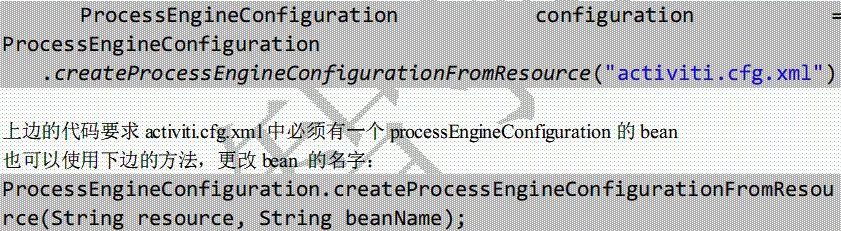 ProcessEngineConfiguration configuration =
ProcessEngineConfiguration
.createProcessEngineConfigurationFromResource("activiti.cfg.xml")
上边的代码要求 activiti.cfg.xml 中必须有一个 processEngineConfiguration 的 bean
也可以使用下边的方法，更改 bean 的名字：
ProcessEngineConfiguration.createProcessEngineConfigurationFromResou
rce(String resource, String beanName);